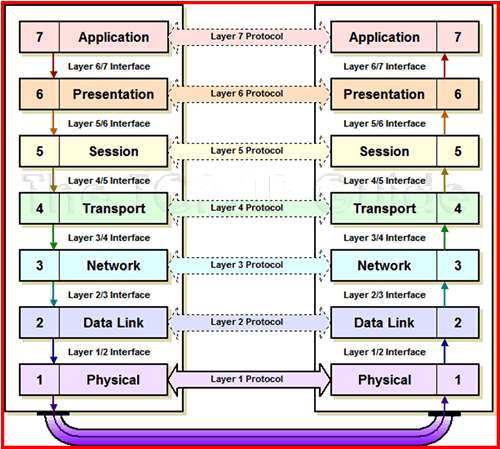 7 Application Layer 7 Protocol Application 7
Layer 6/7 Interface Layer 6/7 Interface
6 Presentation Layer 6 Protocol Presentation 6
Layer 5/6 Interface Layer 5/6 Interface
5 Session Layer 5 Protocol Session 5
Layer 4/5 Interface Layer 4/5 Interface
The TCP/IP Guide
4 Transport Layer 4 Protocol Transport 4
Layer 3/4 Interface Layer 3/4 Interface
3 Network Layer 3 Protocol Network 3
Layer 2/3 Interface Layer 2/3 Interface
2 Data Link Layer 2 Protocol Data Link 2
Layer 1/2 Interface Layer 1/2 Interface
1 Physical Layer 1 Protocol Physical 1